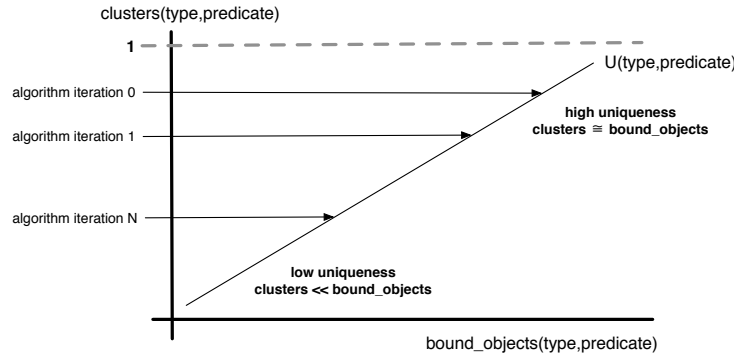 clusters(type,predicate)
1
U(type,predicate)
algorithm iteration 0
high uniqueness
clusters ≅ bound_objects
algorithm iteration 1
algorithm iteration N
low uniqueness
clusters << bound_objects
bound_objects(type,predicate)